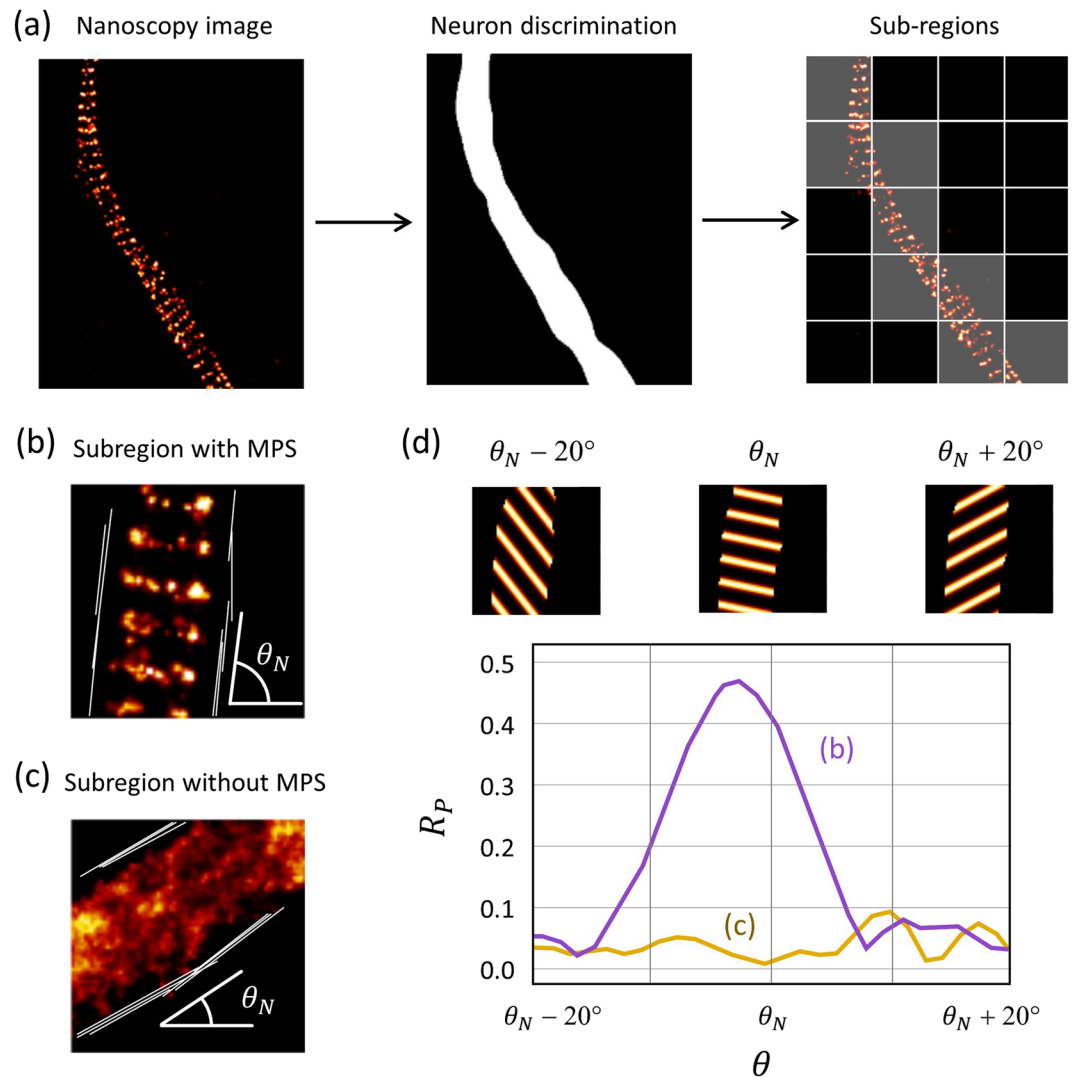 (a) Nanoscopy image Neuron discrimination Sub-regions
(b) Subregion with MPS
θ_N
(c) Subregion without MPS
θ_N
(d) θ_N − 20° θ_N θ_N + 20°
0.5
0.4
(b)
0.3
R_P
0.2
0.1
(c)
0.0
θ_N − 20° θ_N θ_N + 20°
θ